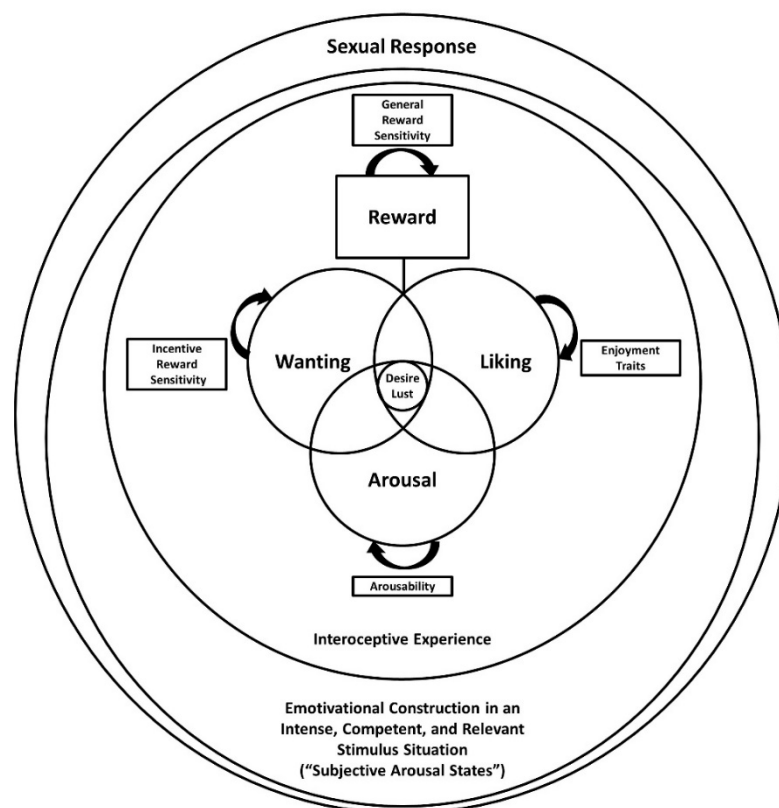 Sexual Response
General
Reward
Sensitivity
Reward
Incentive
Reward
Sensitivity
Wanting
Desire
Lust
Liking
Enjoyment
Traits
Arousal
Arousability
Interoceptive Experience
Emotivational Construction in an
Intense, Competent, and Relevant
Stimulus Situation
(“Subjective Arousal States”)